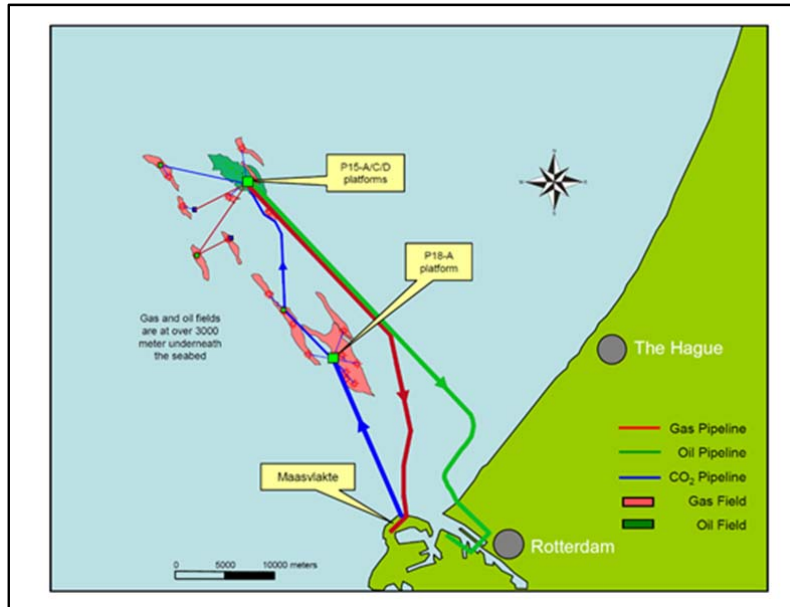 P15-A/C/D
platforms
P18-A
platform
Gas and oil fields
are at over 3000
meter underneath
the seabed
The Hague
Gas Pipeline
Oil Pipeline
CO₂ Pipeline
Gas Field
Oil Field
Maasvlakte
Rotterdam
0 5000 10000 meters